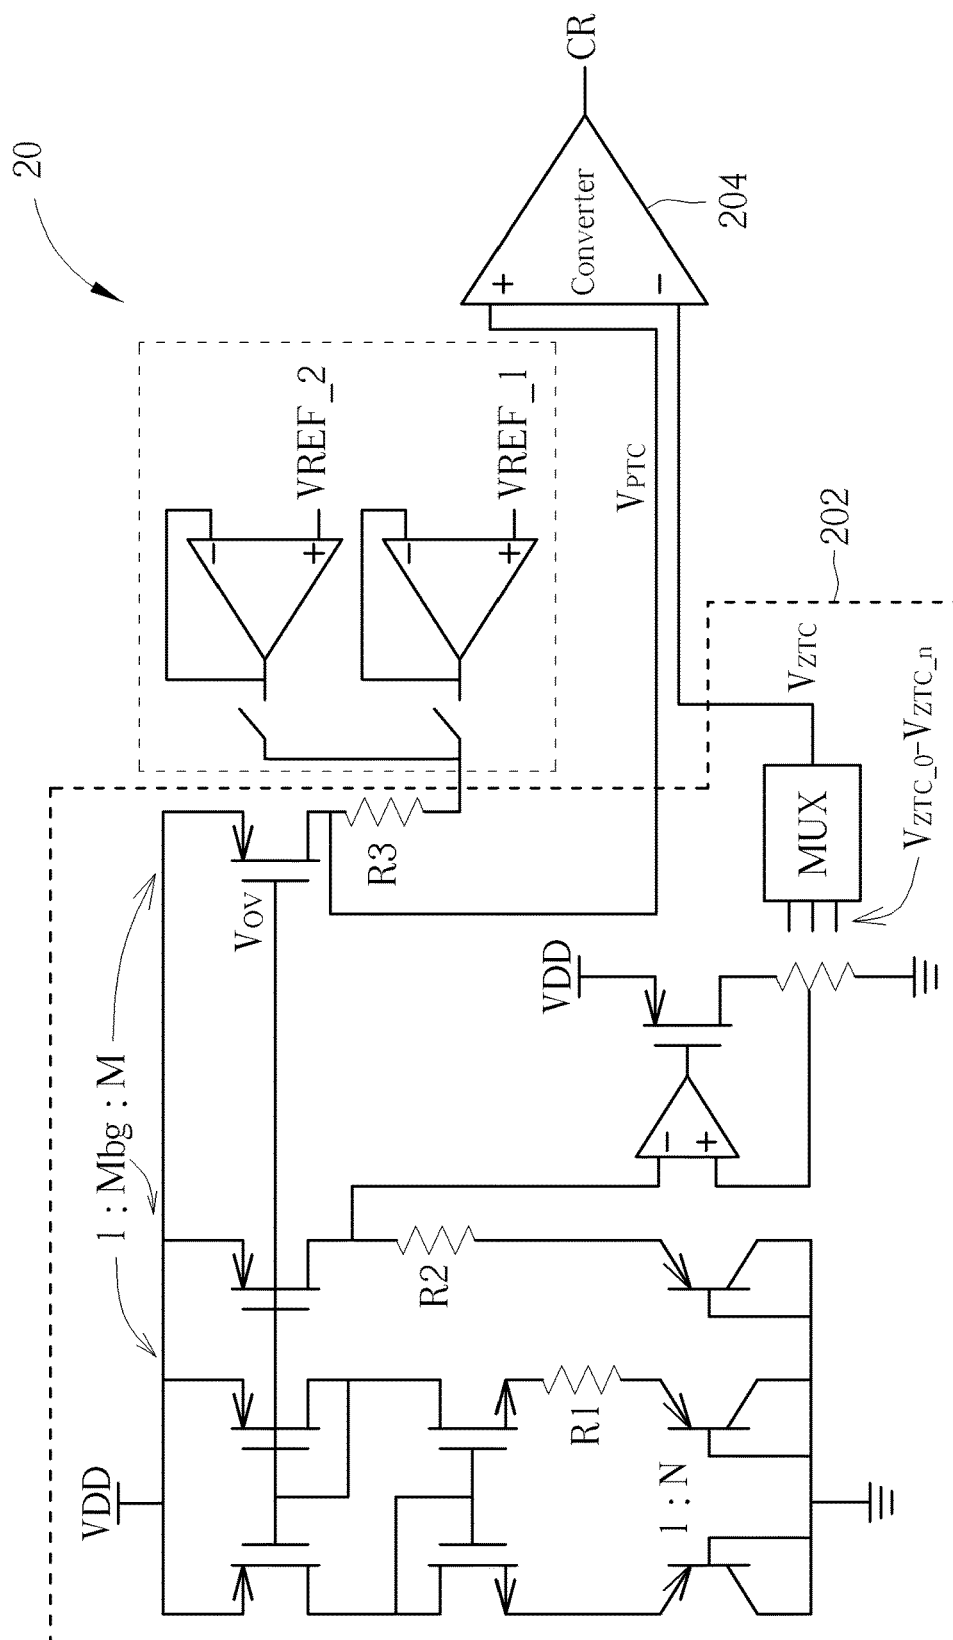 20
VDD
1 : Mbg : M
VOV
R3
VREF_2
VREF_1
CR
Converter
+
−
204
−
+
−
+
VPTC
R2
R1
1 : N
VDD
−
+
MUX
VZTC
202
VZTC_0-VZTC_n